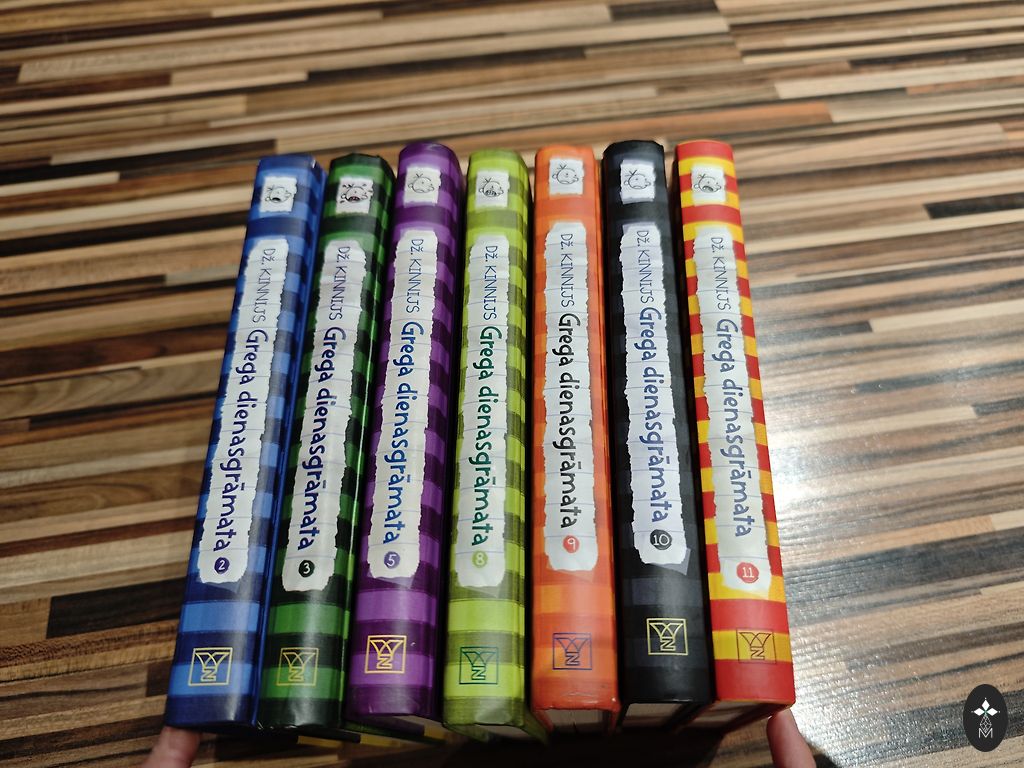 DŽ. KINNIJS Grega dienasgrāmata 2
DŽ. KINNIJS Grega dienasgrāmata 3
DŽ. KINNIJS Grega dienasgrāmata 5
DŽ. KINNIJS Grega dienasgrāmata 8
DŽ. KINNIJS Grega dienasgrāmata 9
DŽ. KINNIJS Grega dienasgrāmata 10
DŽ. KINNIJS Grega dienasgrāmata 11